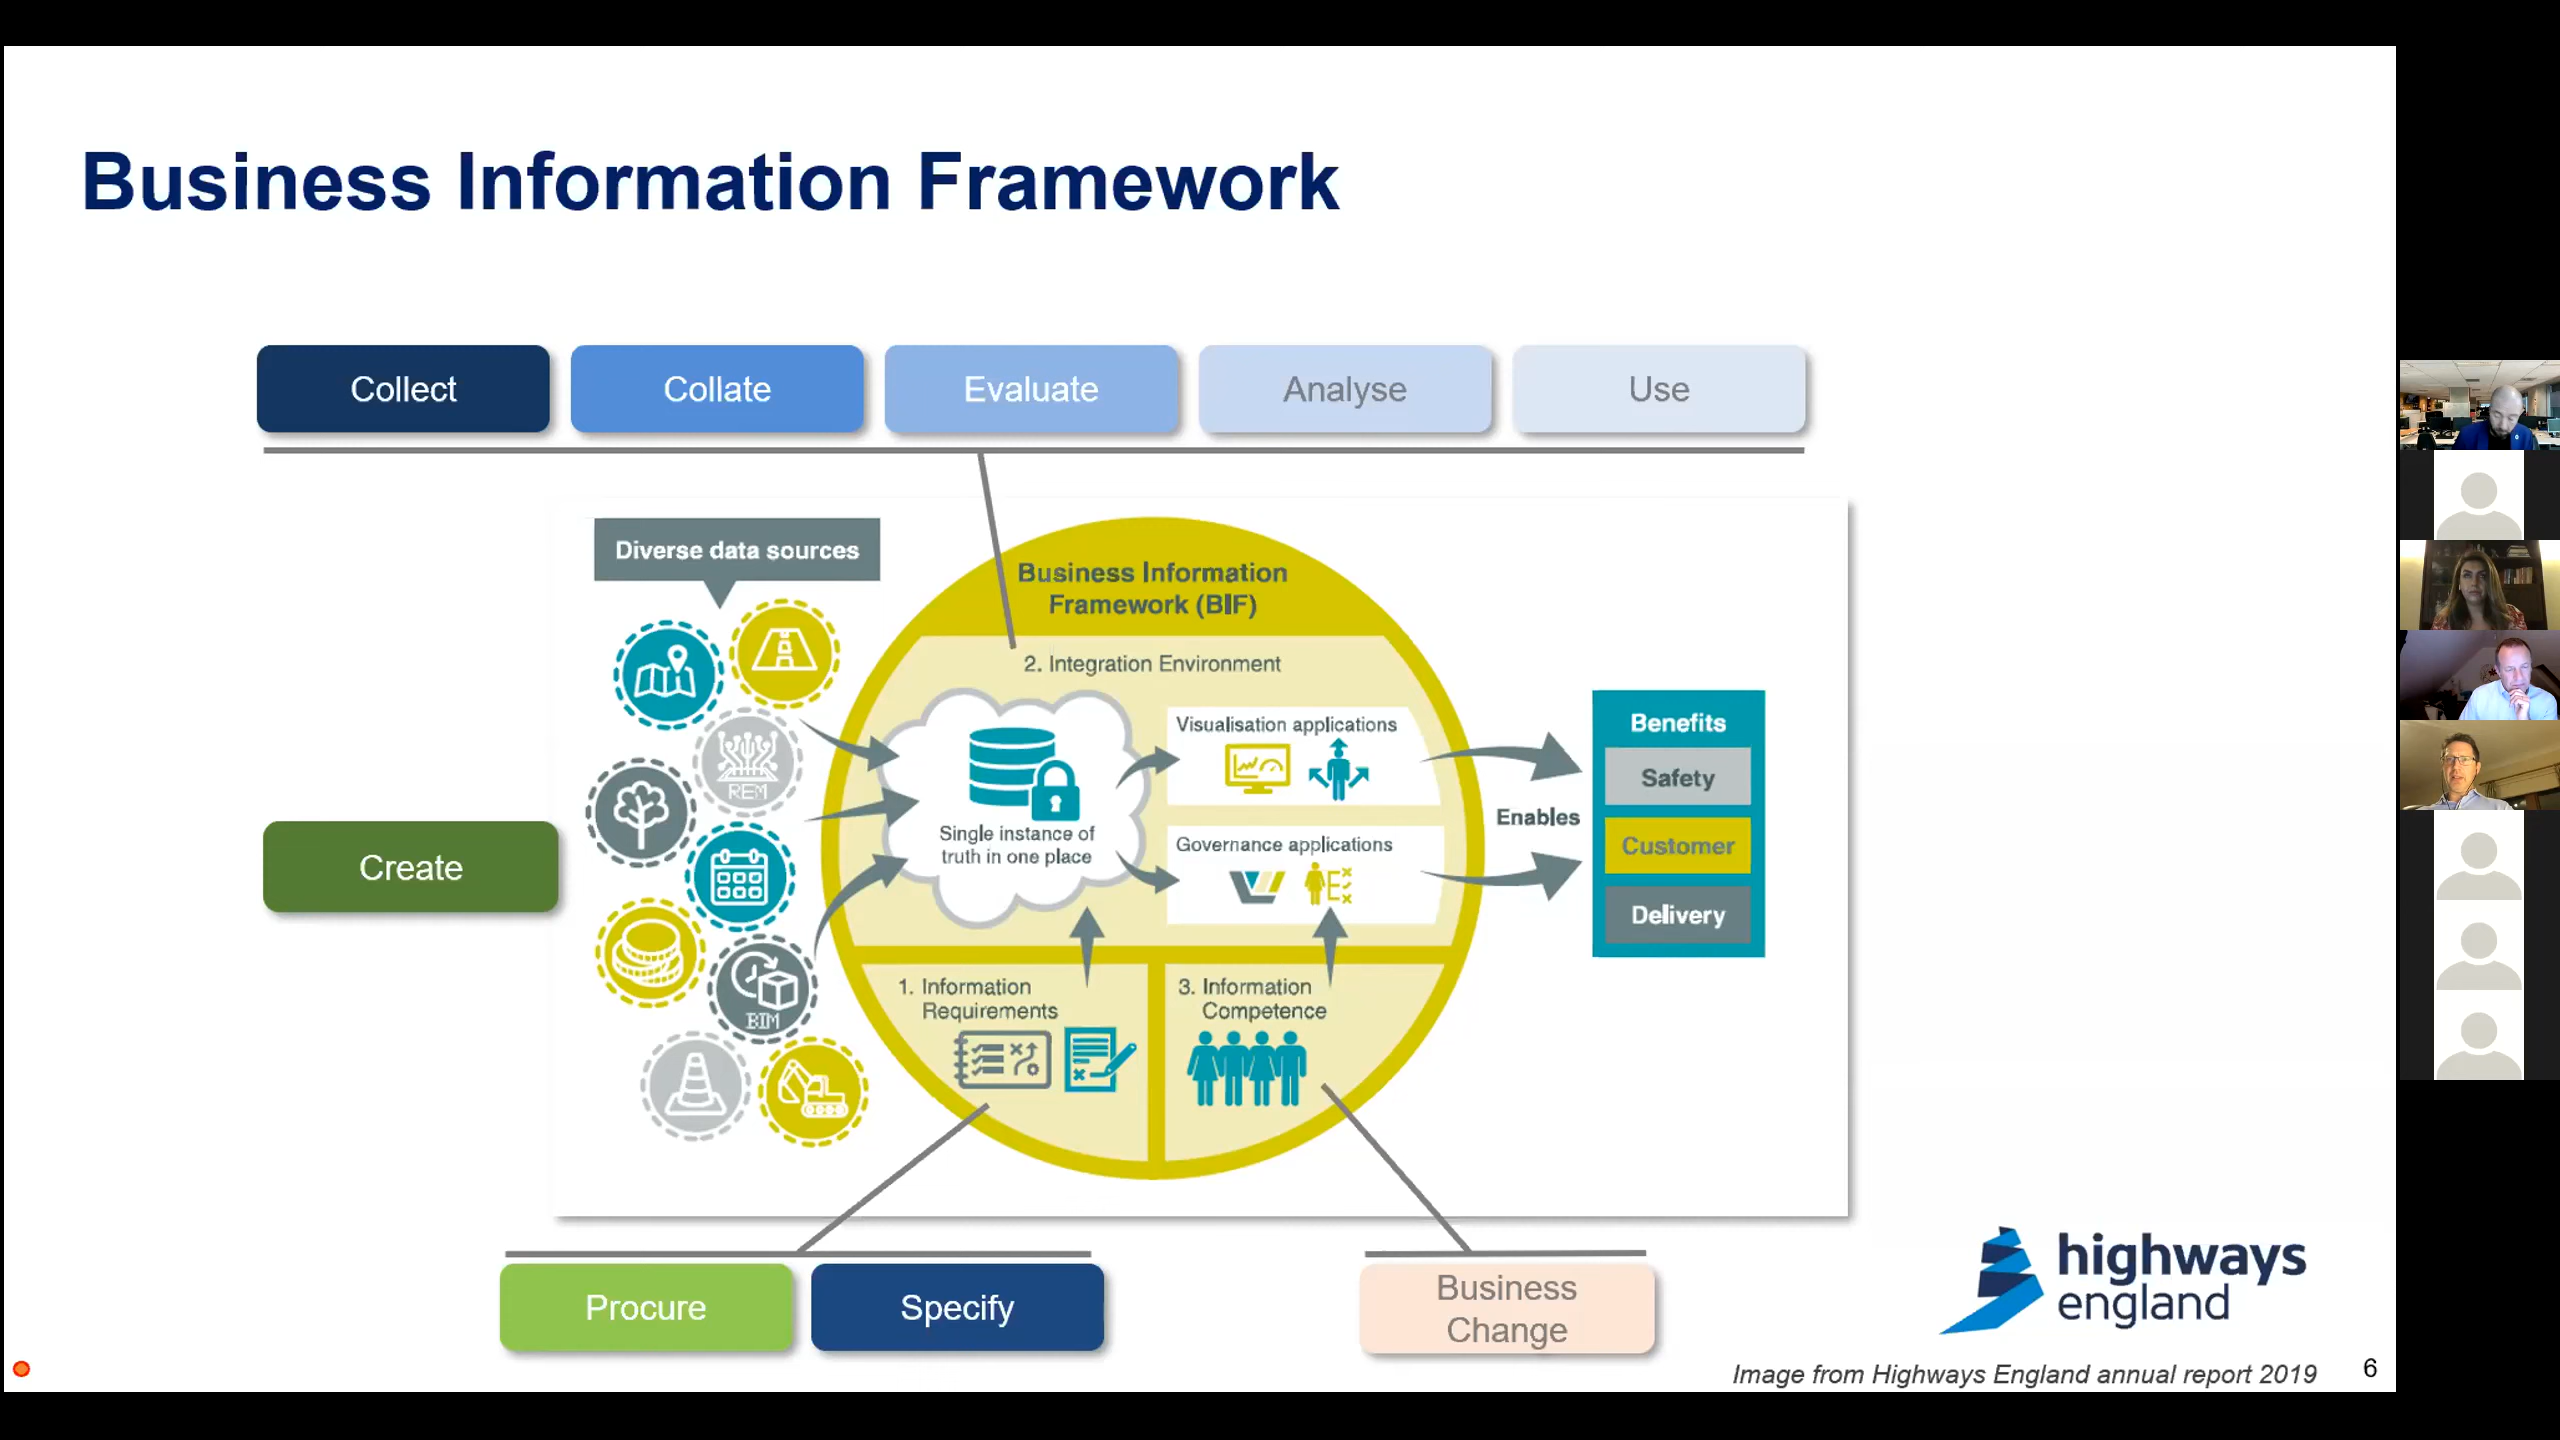 Business Information Framework
Collect
Collate
Evaluate
Analyse
Use
Diverse data sources
Business Information
Framework (BIF)
2. Integration Environment
REM
Visualisation applications
Single instance of
truth in one place
Governance applications
Enables
Benefits
Safety
Customer
Delivery
Create
BIM
1. Information
Requirements
3. Information
Competence
Procure
Specify
Business
Change
highways
england
Image from Highways England annual report 2019
6